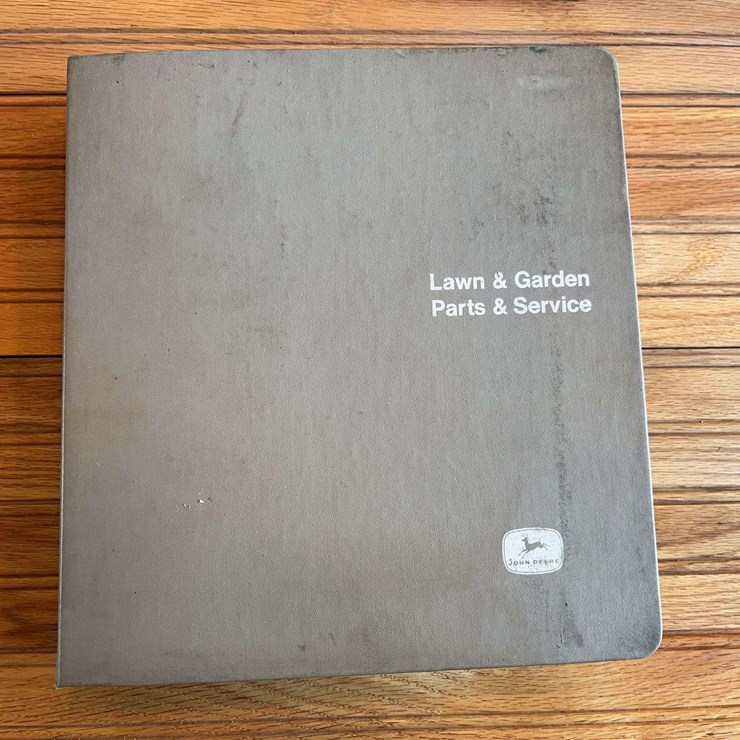 Lawn & Garden
Parts & Service
JOHN DEERE